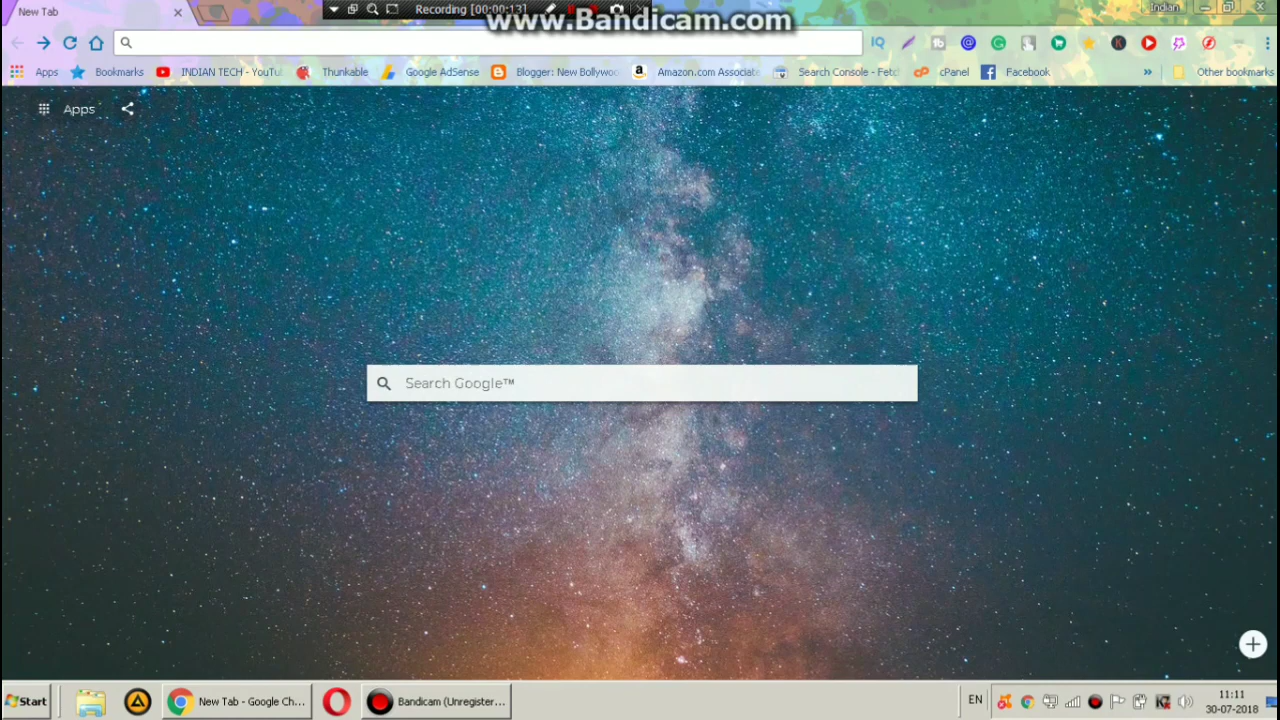 New Tab
Recording [00:00:13]
Indian
www.Bandicam.com
IQ
Apps
Bookmarks
INDIAN TECH - YouTu
Thunkable
Google AdSense
Blogger: New Bollywoo
Amazon.com Associate
Search Console - Fetc
cPanel
Facebook
»
Other bookmarks
Apps
Search Google™
Start
New Tab - Google Ch...
Bandicam (Unregister...
EN
11:11
30-07-2018